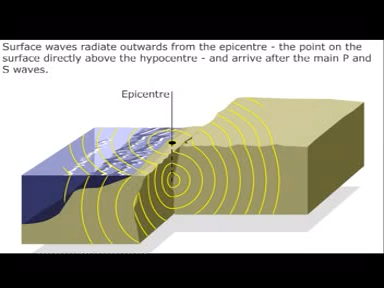 Surface waves radiate outwards from the epicentre - the point on the
surface directly above the hypocentre - and arrive after the main P and
S waves.
Epicentre